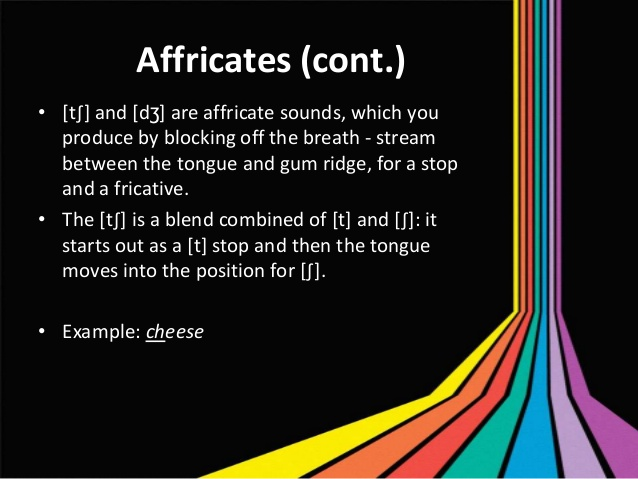 Affricates (cont.)
• [tʃ] and [dʒ] are affricate sounds, which you
produce by blocking off the breath - stream
between the tongue and gum ridge, for a stop
and a fricative.
• The [tʃ] is a blend combined of [t] and [ʃ]: it
starts out as a [t] stop and then the tongue
moves into the position for [ʃ].
• Example: cheese